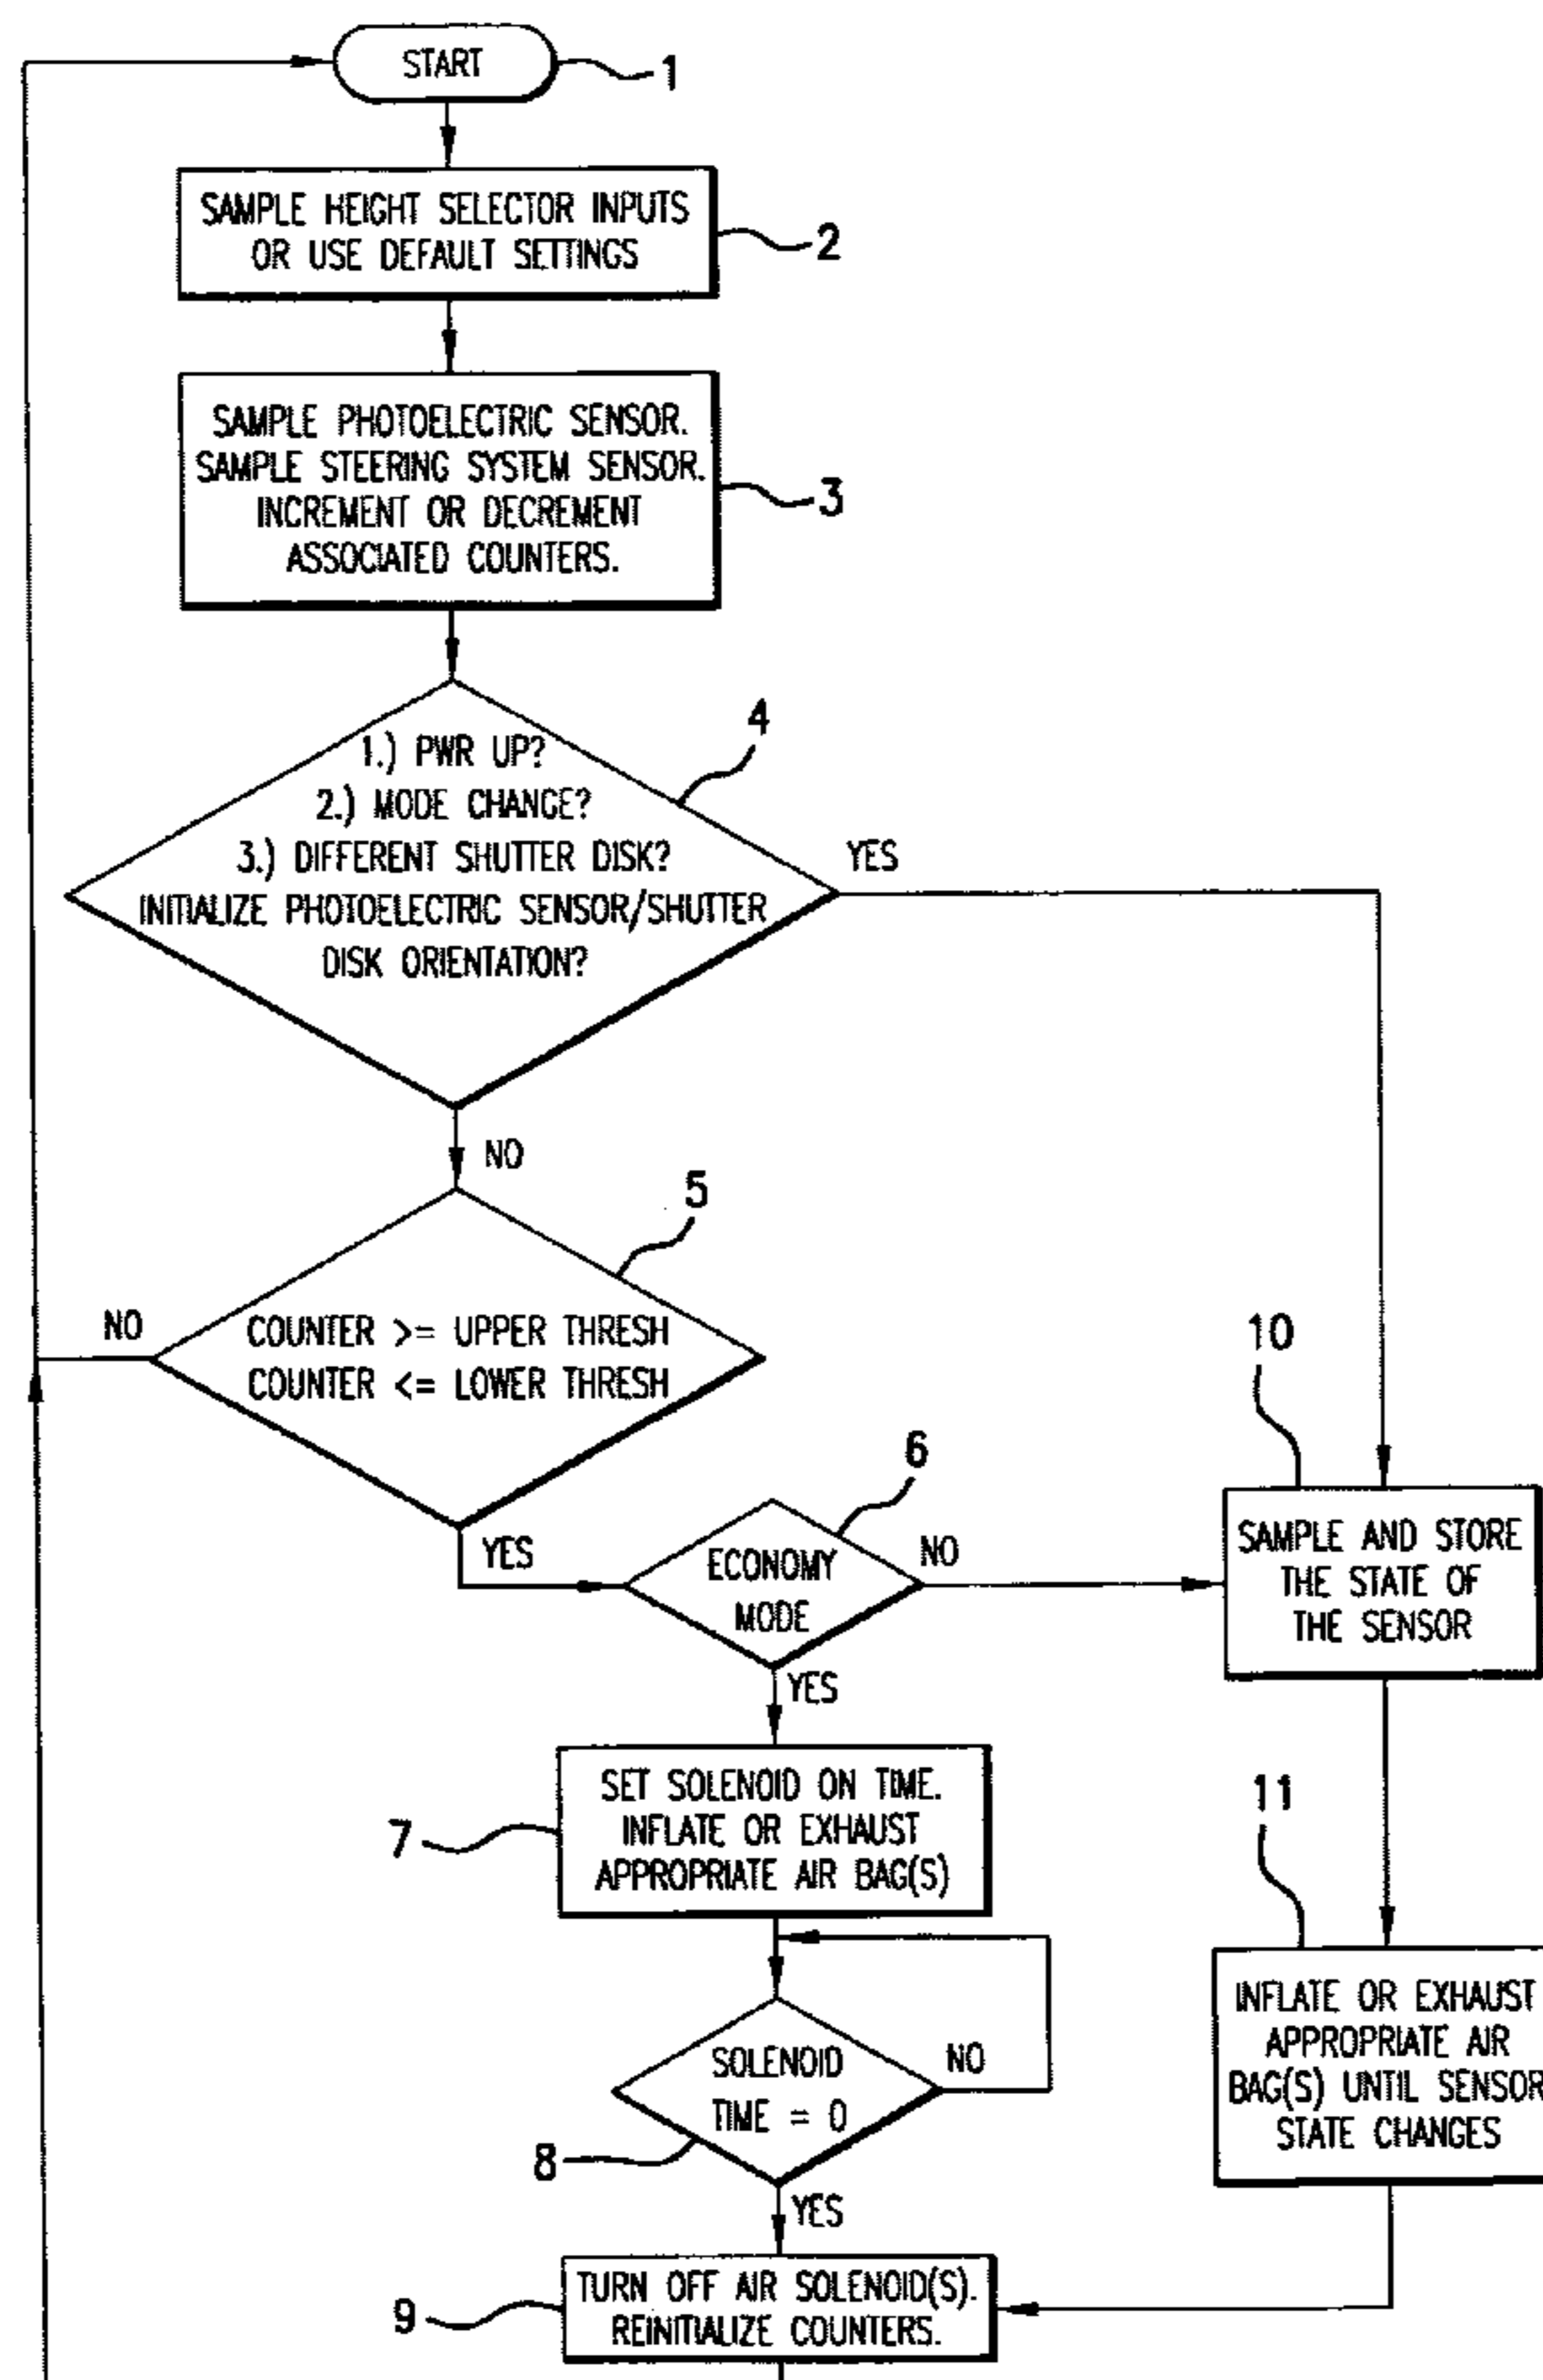 START
1
SAMPLE HEIGHT SELECTOR INPUTS
OR USE DEFAULT SETTINGS
2
SAMPLE PHOTOELECTRIC SENSOR.
SAMPLE STEERING SYSTEM SENSOR.
INCREMENT OR DECREMENT
ASSOCIATED COUNTERS.
3
1.) PWR UP?
2.) MODE CHANGE?
3.) DIFFERENT SHUTTER DISK?
INITIALIZE PHOTOELECTRIC SENSOR/SHUTTER
DISK ORIENTATION?
4
YES
NO
5
COUNTER >= UPPER THRESH
COUNTER <= LOWER THRESH
NO
YES
6
ECONOMY
MODE
NO
YES
10
SAMPLE AND STORE
THE STATE OF
THE SENSOR
7
SET SOLENOID ON TIME.
INFLATE OR EXHAUST
APPROPRIATE AIR BAG(S)
11
INFLATE OR EXHAUST
APPROPRIATE AIR
BAG(S) UNTIL SENSOR
STATE CHANGES
SOLENOID
TIME = 0
NO
8
YES
9
TURN OFF AIR SOLENOID(S).
REINITIALIZE COUNTERS.